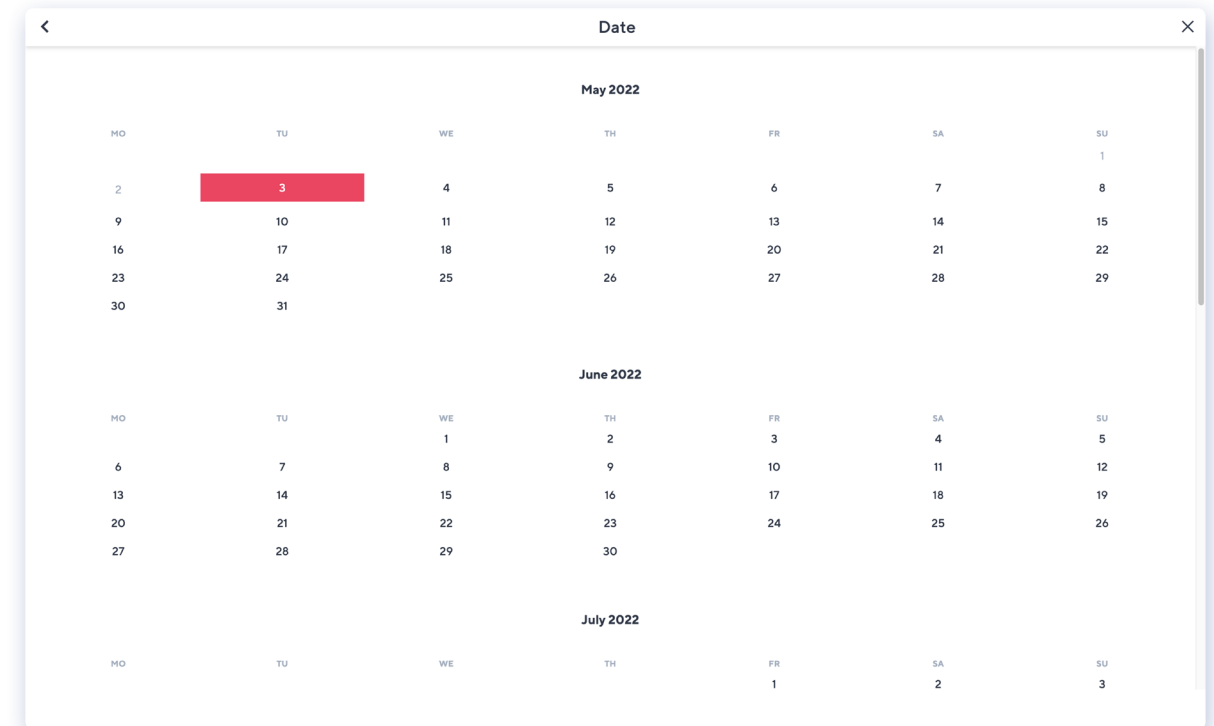 Date
May 2022
MO TU WE TH FR SA SU
1
2 3 4 5 6 7 8
9 10 11 12 13 14 15
16 17 18 19 20 21 22
23 24 25 26 27 28 29
30 31
June 2022
MO TU WE TH FR SA SU
1 2 3 4 5
6 7 8 9 10 11 12
13 14 15 16 17 18 19
20 21 22 23 24 25 26
27 28 29 30
July 2022
MO TU WE TH FR SA SU
1 2 3